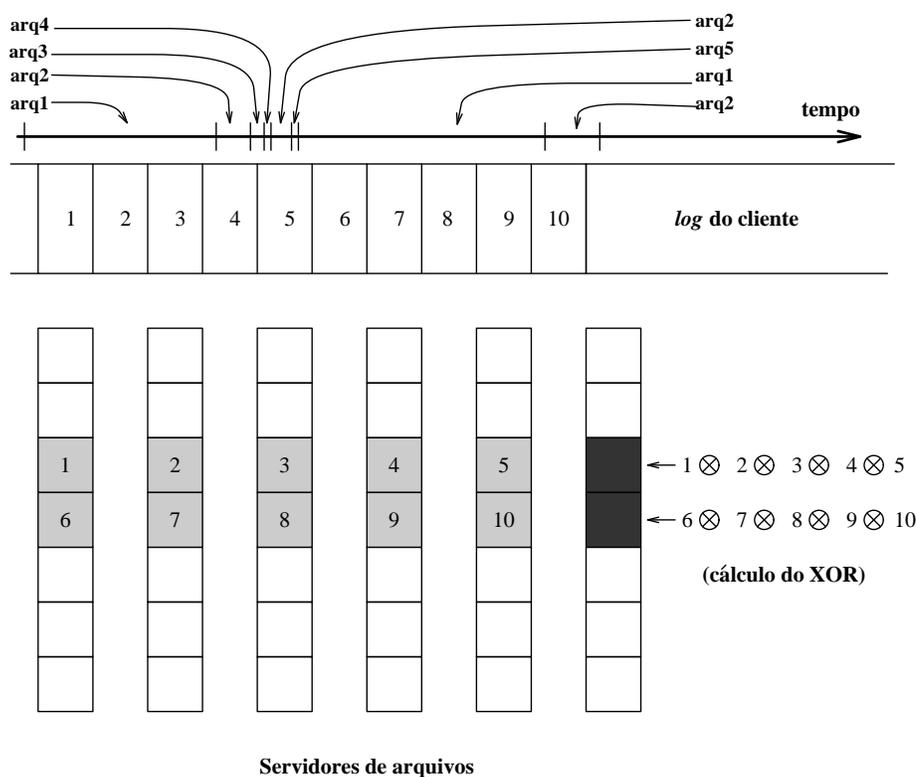 arq4
arq3
arq2
arq1
arq2
arq5
arq1
arq2
tempo
1 2 3 4 5 6 7 8 9 10 log do cliente
1 2 3 4 5 1 ⊗ 2 ⊗ 3 ⊗ 4 ⊗ 5
6 7 8 9 10 6 ⊗ 7 ⊗ 8 ⊗ 9 ⊗ 10
(cálculo do XOR)
Servidores de arquivos